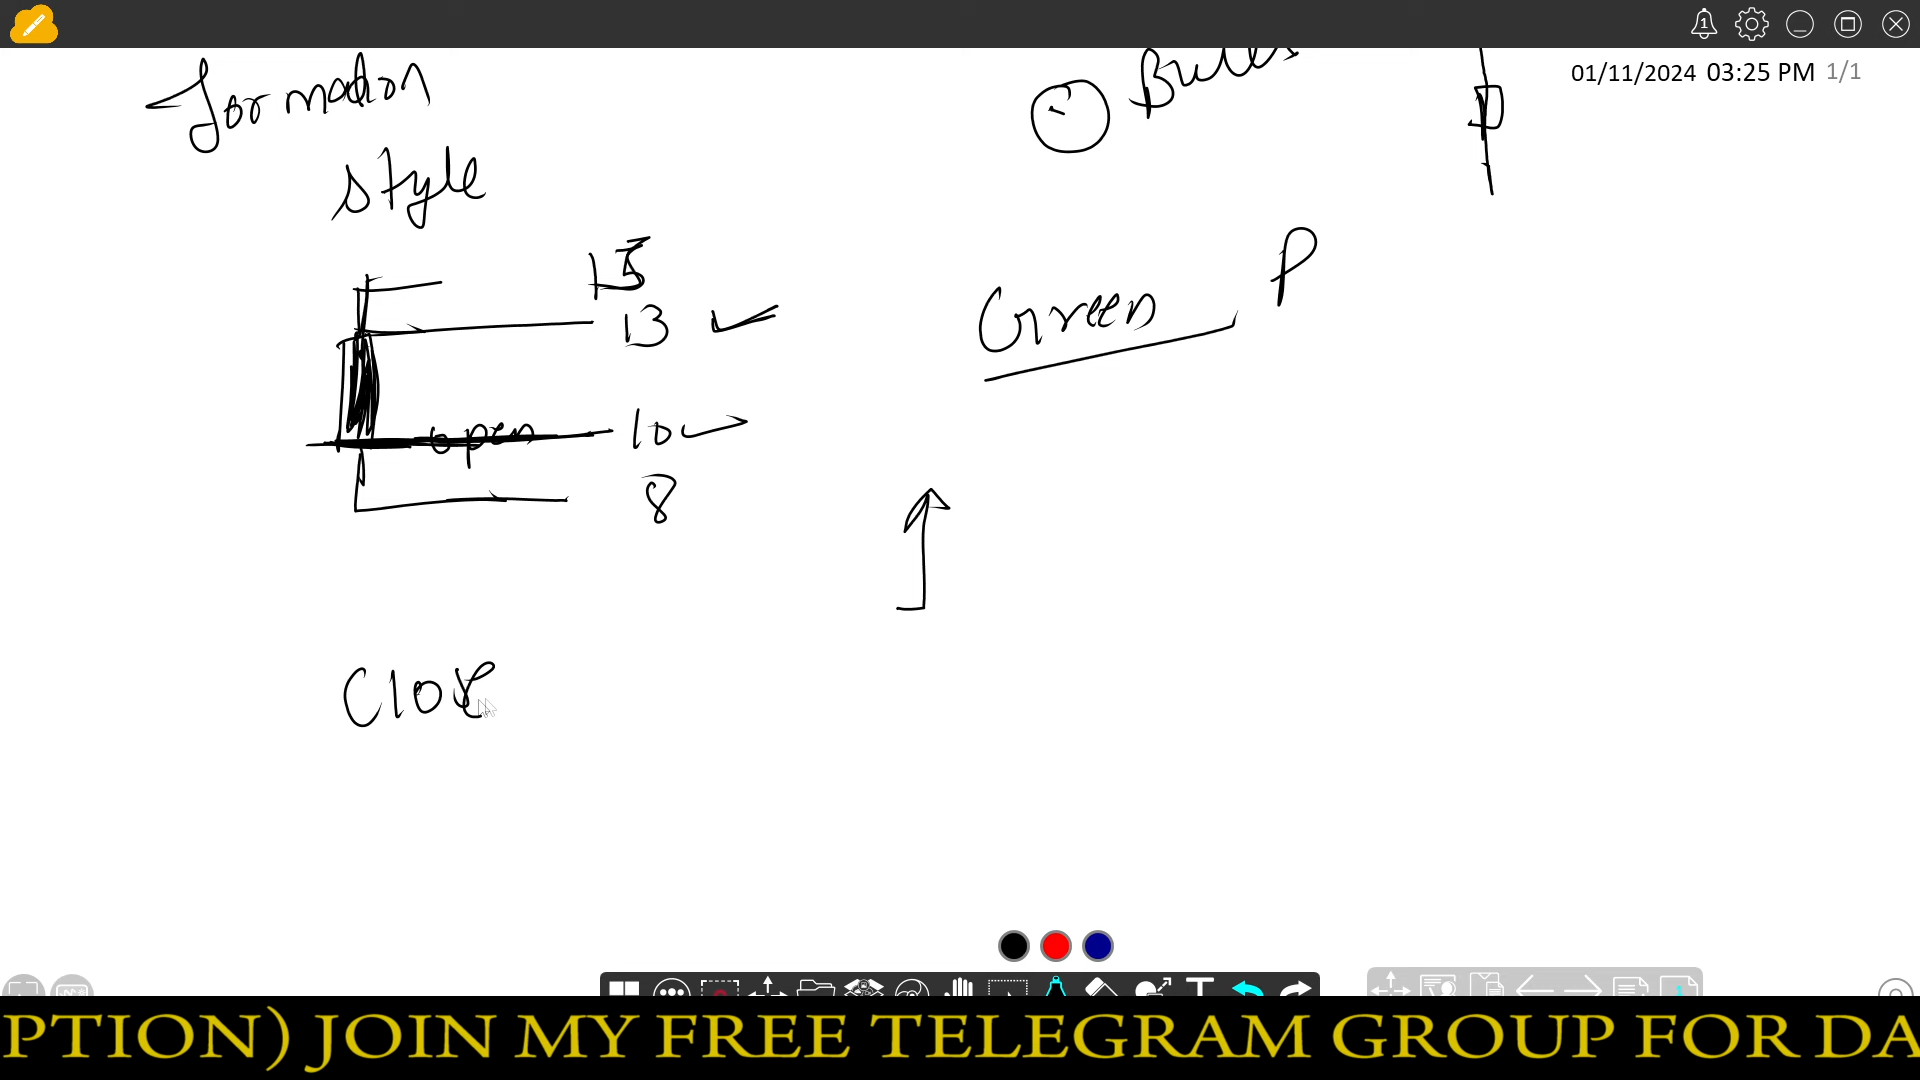 1
01/11/2024 03:25 PM 1/1
formation
style
15
13
open
10
8
Green
P
Close
PTION) JOIN MY FREE TELEGRAM GROUP FOR DA